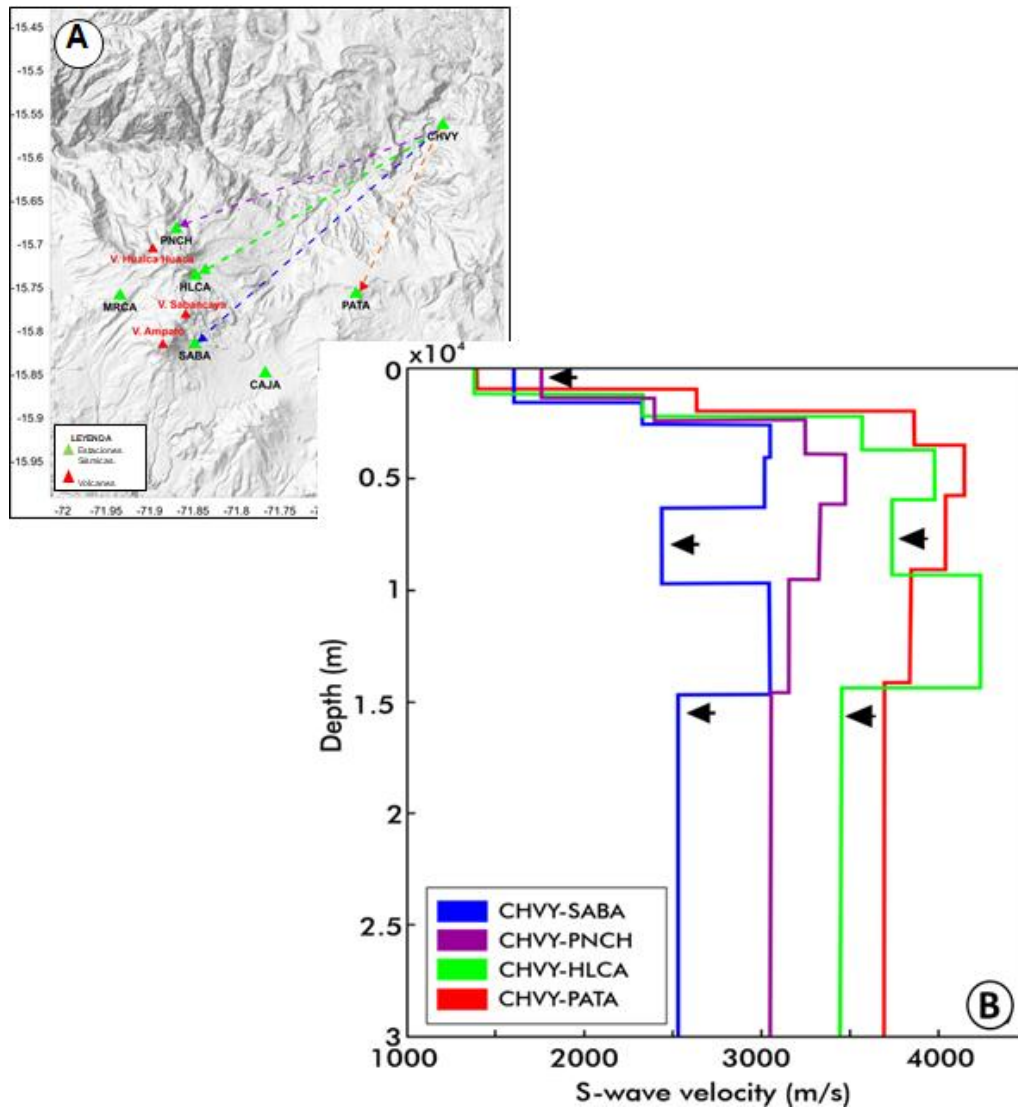 A
-15.45
-15.5
-15.55
-15.6
-15.65
-15.7
-15.75
-15.8
-15.85
-15.9
-15.95
CHVY
PNCH
V. Hualca Huaca
HLCA
MRCA
V. Sabancaya
PATA
V. Ampato
SABA
CAJA
LEYENDA
Estaciones
Sísmicas.
Volcanes
-72 -71.95 -71.9 -71.85 -71.8 -71.75
x10⁴
0
0.5
1
1.5
2
2.5
3
Depth (m)
CHVY-SABA
CHVY-PNCH
CHVY-HLCA
CHVY-PATA
B
1000 2000 3000 4000
S-wave velocity (m/s)